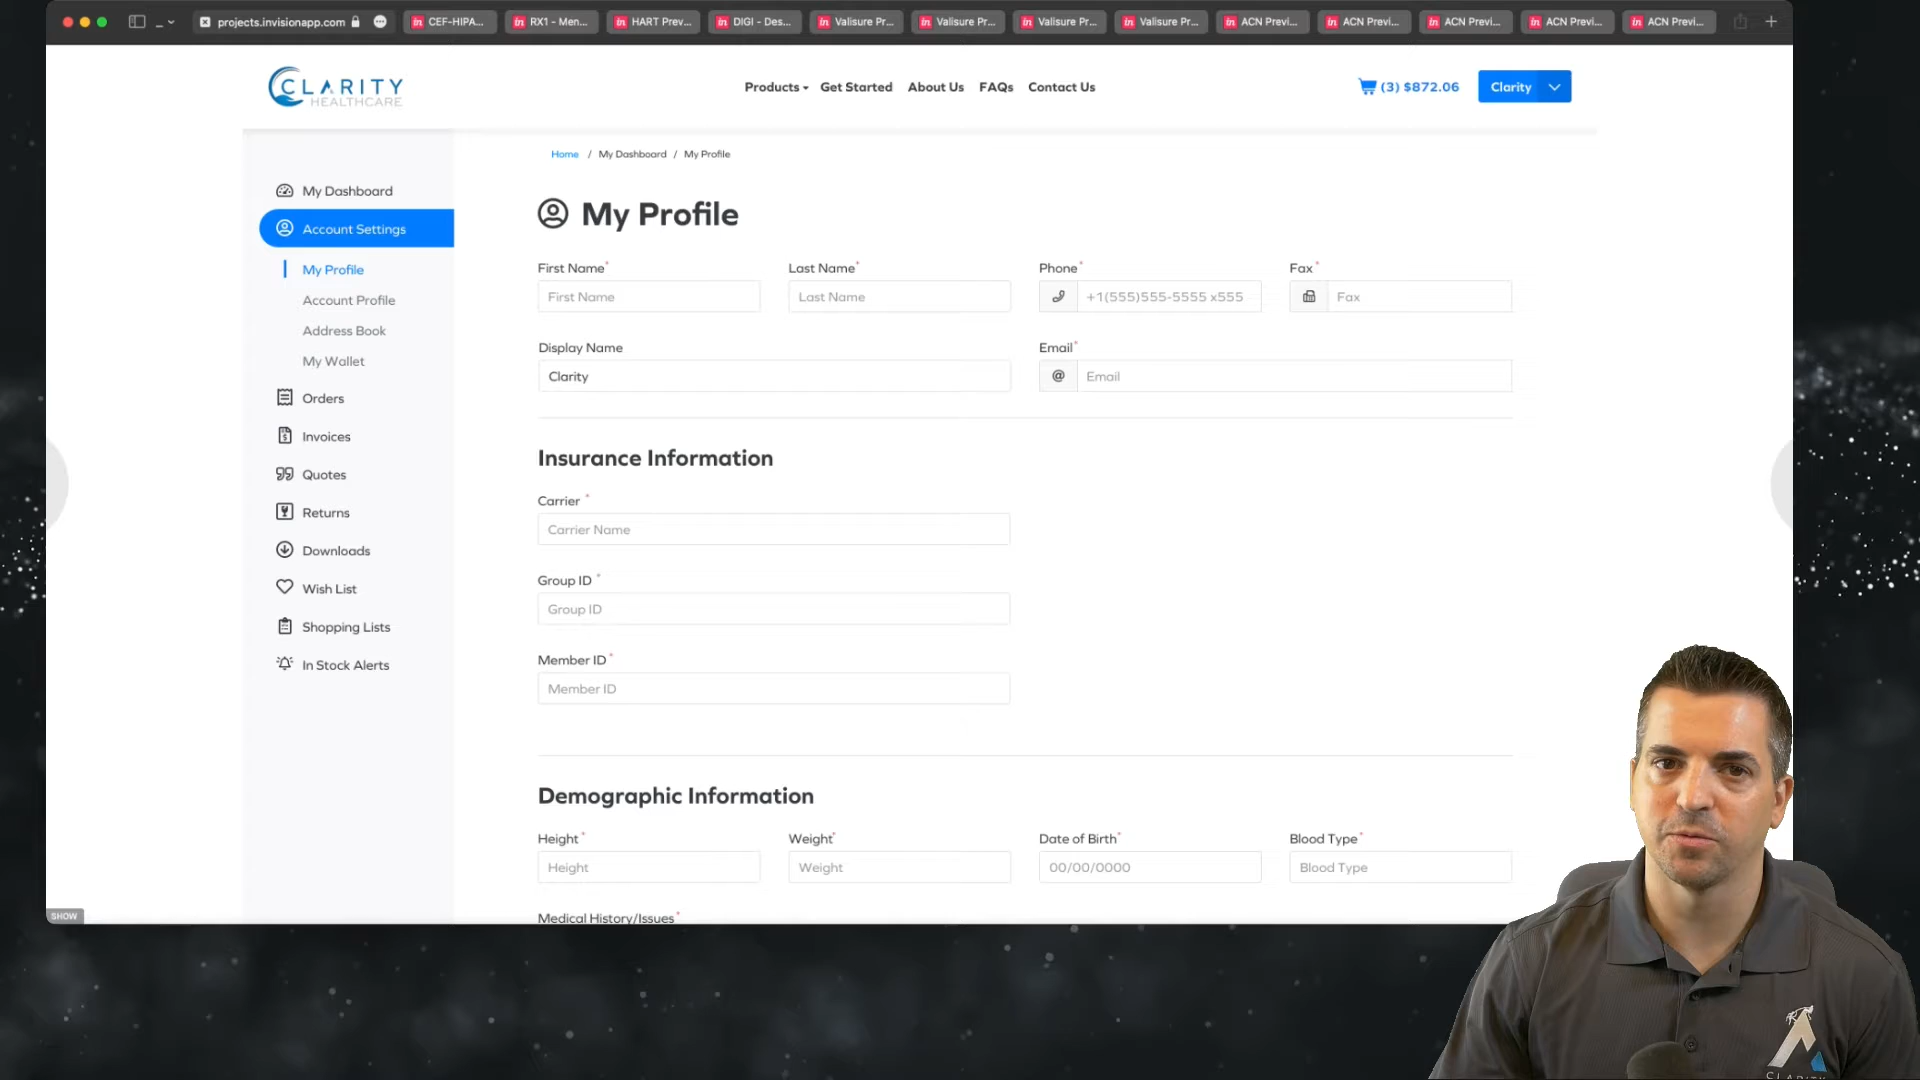 projects.invisionapp.com
CEF-HIPA...
RX1 - Men...
HART Prev...
DIGI - Des...
Valisure Pr...
Valisure Pr...
Valisure Pr...
Valisure Pr...
ACN Previ...
ACN Previ...
ACN Previ...
ACN Previ...
ACN Previ...
CLARITY
HEALTHCARE
Products
Get Started
About Us
FAQs
Contact Us
(3) $872.06
Clarity
Home / My Dashboard / My Profile
My Dashboard
Account Settings
My Profile
Account Profile
Address Book
My Wallet
Orders
Invoices
Quotes
Returns
Downloads
Wish List
Shopping Lists
In Stock Alerts
My Profile
First Name*
First Name
Last Name*
Last Name
Phone*
+1(555)555-5555 x555
Fax*
Fax
Display Name
Clarity
Email*
@ Email
Insurance Information
Carrier *
Carrier Name
Group ID *
Group ID
Member ID *
Member ID
Demographic Information
Height *
Height
Weight*
Weight
Date of Birth*
00/00/0000
Blood Type*
Blood Type
Medical History/Issues*
SHOW
CLARITY